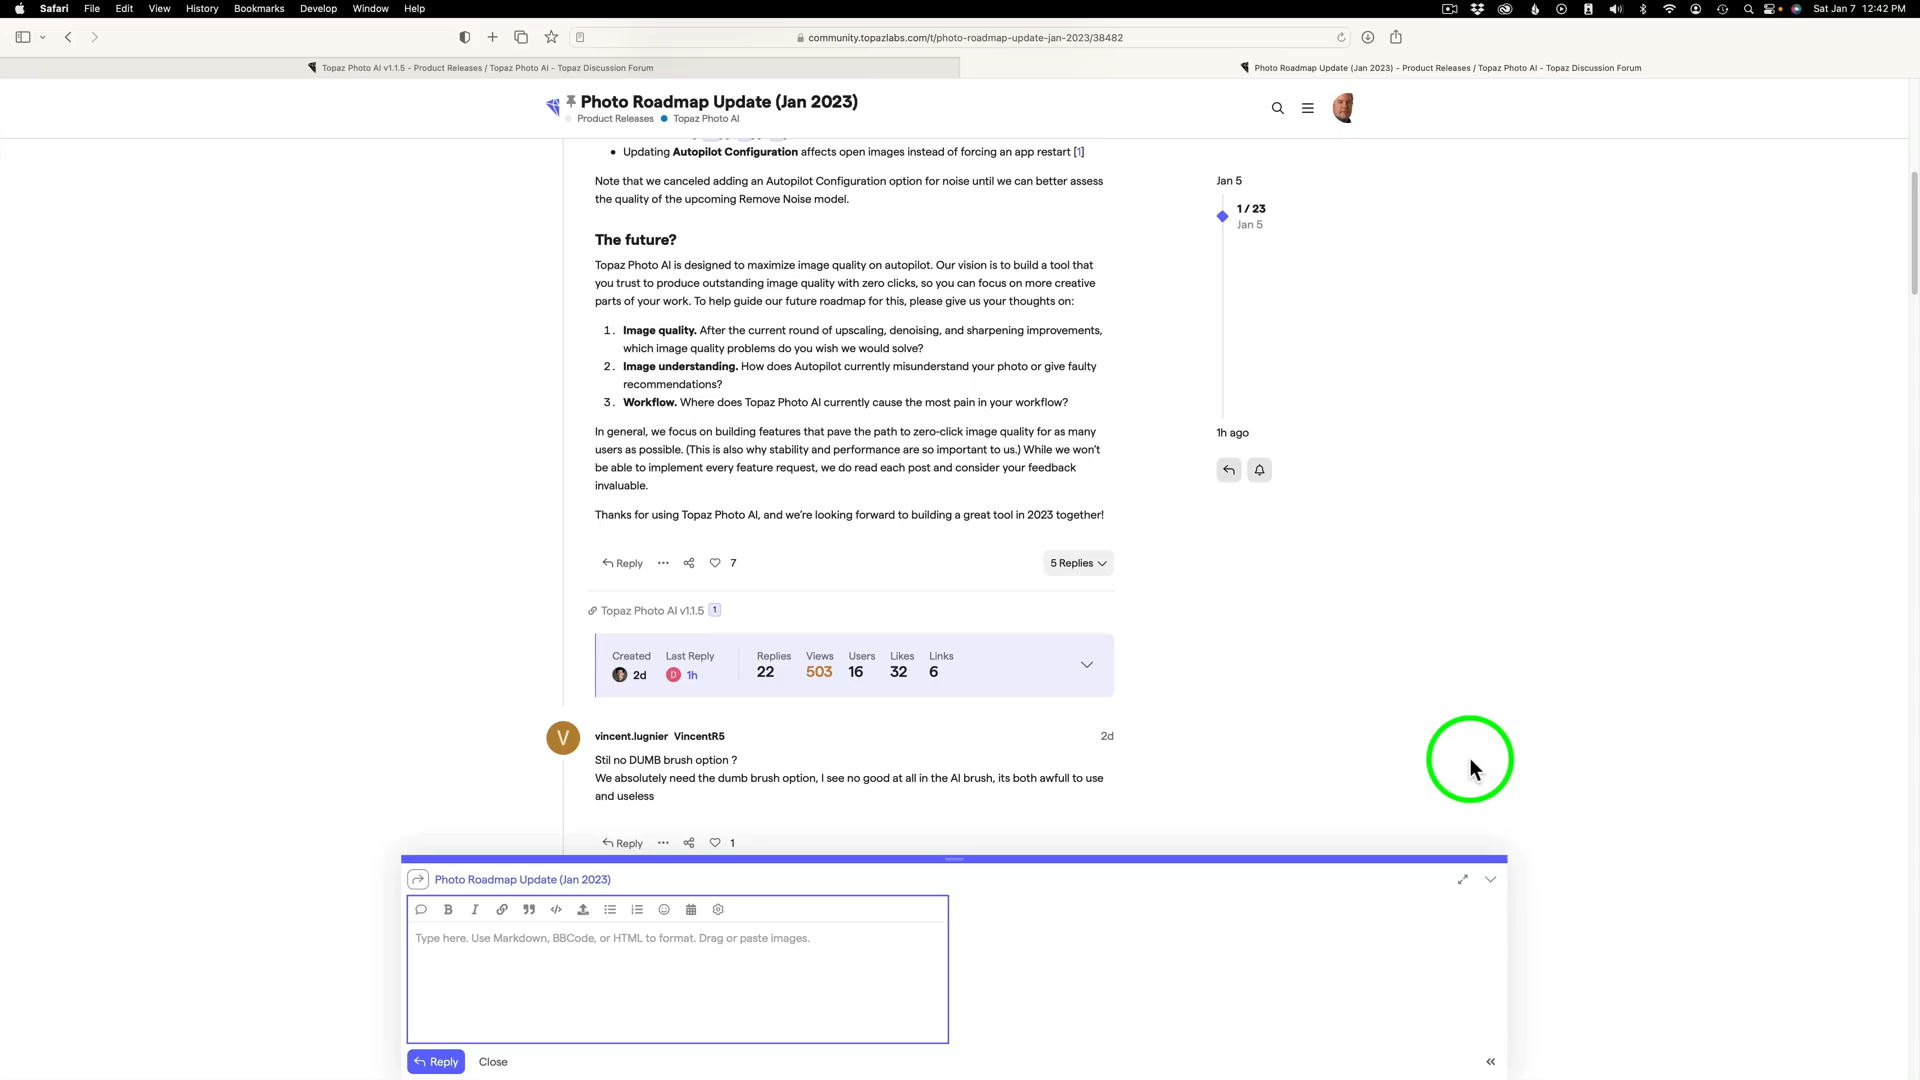 Safari File Edit View History Bookmarks Develop Window Help Sat Jan 7 12:42 PM
community.topazlabs.com/t/photo-roadmap-update-jan-2023/38482
Topaz Photo AI v1.1.5 - Product Releases / Topaz Photo AI - Topaz Discussion Forum
Photo Roadmap Update (Jan 2023) - Product Releases / Topaz Photo AI - Topaz Discussion Forum
Photo Roadmap Update (Jan 2023)
Product Releases Topaz Photo AI
• Updating Autopilot Configuration affects open images instead of forcing an app restart [1]
Note that we canceled adding an Autopilot Configuration option for noise until we can better assess
the quality of the upcoming Remove Noise model.
The future?
Topaz Photo AI is designed to maximize image quality on autopilot. Our vision is to build a tool that
you trust to produce outstanding image quality with zero clicks, so you can focus on more creative
parts of your work. To help guide our future roadmap for this, please give us your thoughts on:
1. Image quality. After the current round of upscaling, denoising, and sharpening improvements,
which image quality problems do you wish we would solve?
2. Image understanding. How does Autopilot currently misunderstand your photo or give faulty
recommendations?
3. Workflow. Where does Topaz Photo AI currently cause the most pain in your workflow?
In general, we focus on building features that pave the path to zero-click image quality for as many
users as possible. (This is also why stability and performance are so important to us.) While we won't
be able to implement every feature request, we do read each post and consider your feedback
invaluable.
Thanks for using Topaz Photo AI, and we're looking forward to building a great tool in 2023 together!
Jan 5
1 / 23
Jan 5
1h ago
Reply 7 5 Replies
Topaz Photo AI v1.1.5 1
Created Last Reply Replies Views Users Likes Links
2d D 1h 22 503 16 32 6
V
vincent.lugnier VincentR5 2d
Stil no DUMB brush option ?
We absolutely need the dumb brush option, I see no good at all in the AI brush, its both awfull to use
and useless
Reply 1
Photo Roadmap Update (Jan 2023)
B I
Type here. Use Markdown, BBCode, or HTML to format. Drag or paste images.
Reply Close